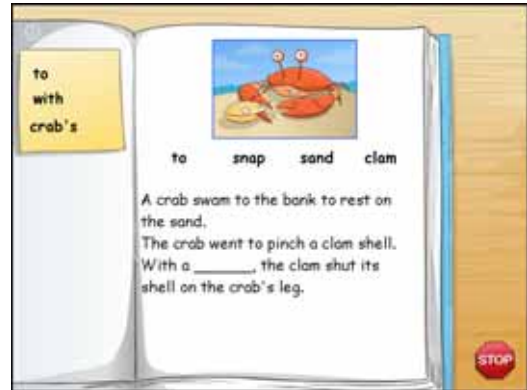 to
with
crab's
to snap sand clam
A crab swam to the bank to rest on
the sand.
The crab went to pinch a clam shell.
With a ______, the clam shut its
shell on the crab's leg.
STOP